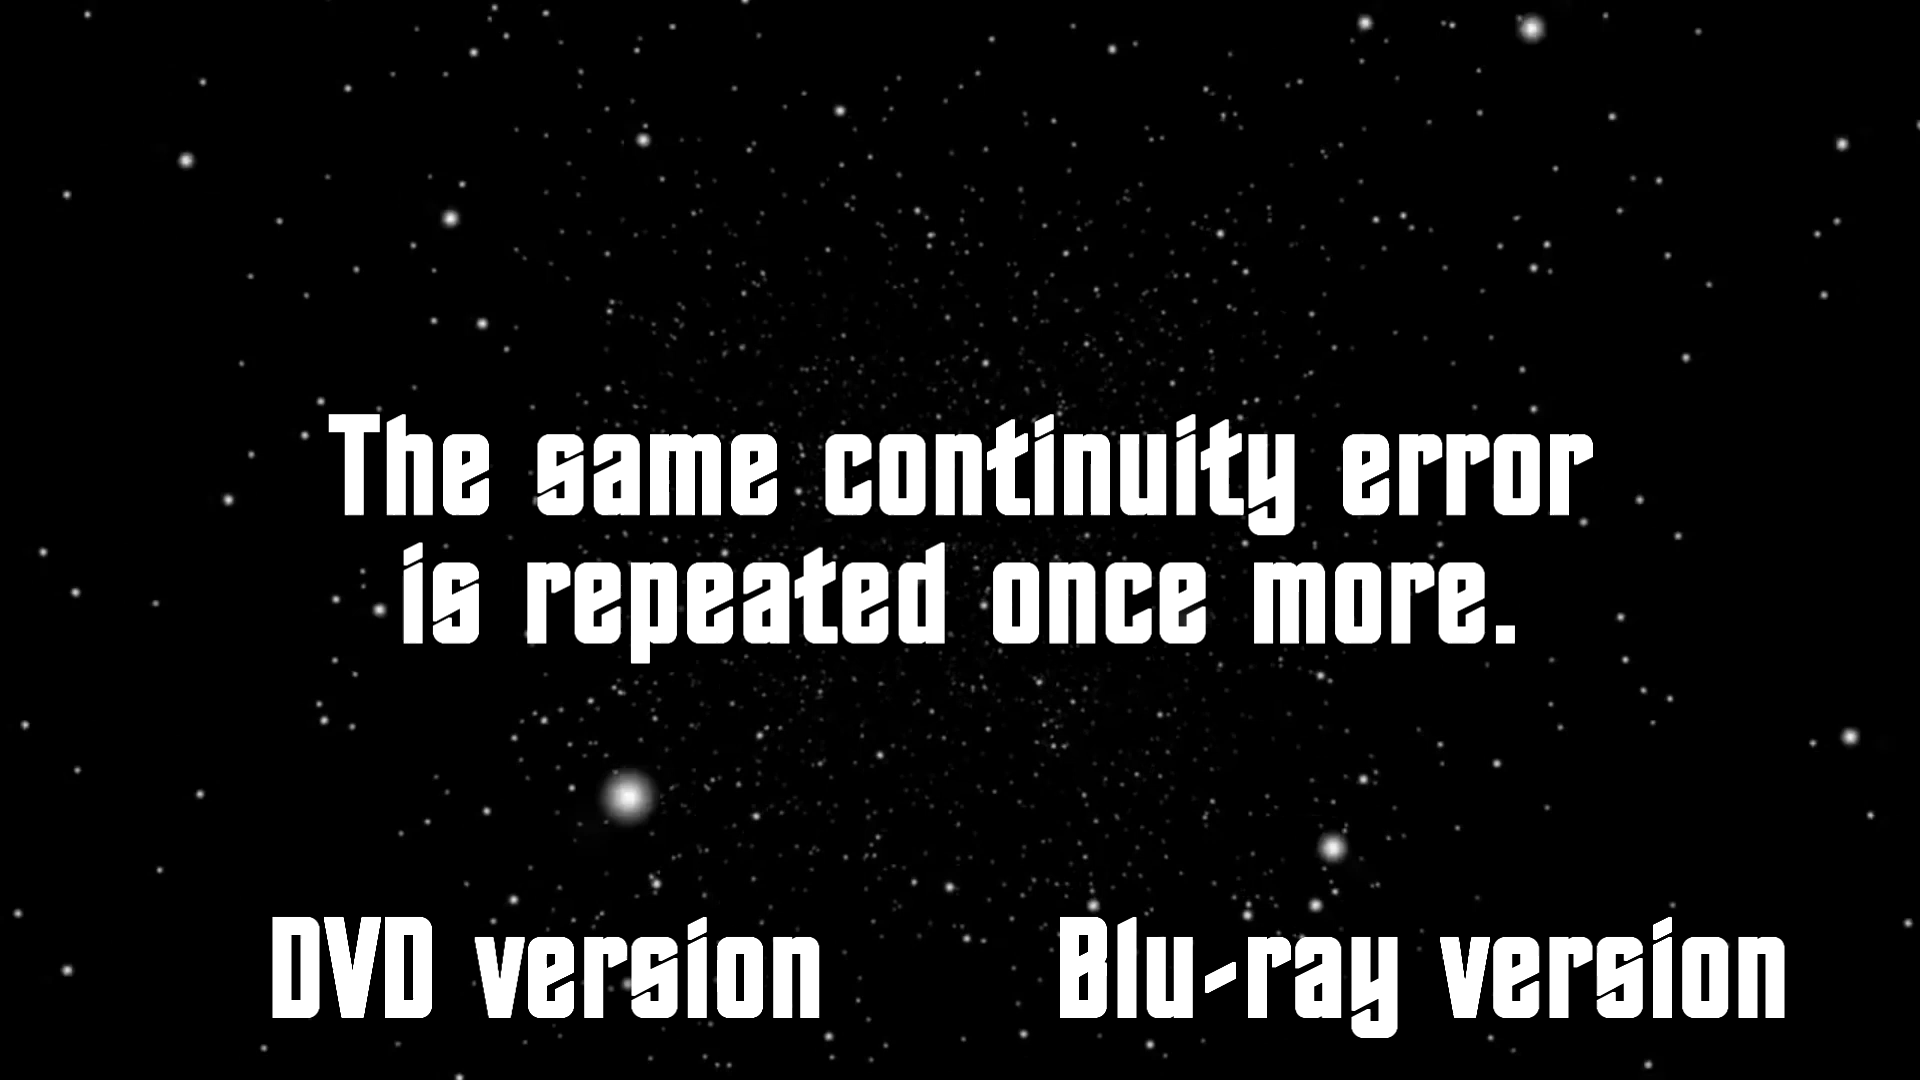 The same continuity error
is repeated once more.
DVD version
Blu-ray version